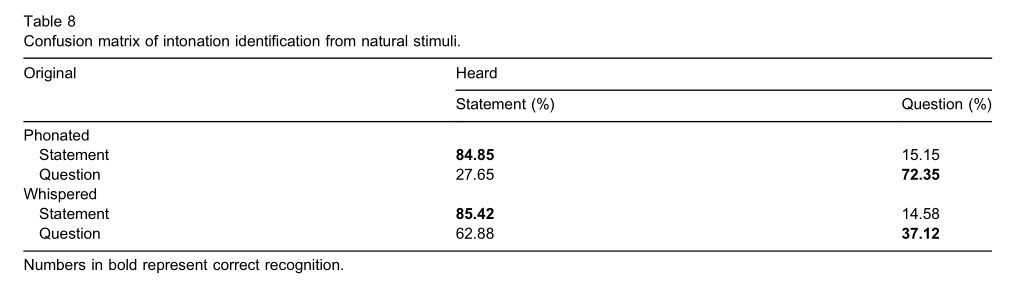 Table 8
Confusion matrix of intonation identification from natural stimuli.
Original Heard
Statement (%) Question (%)
Phonated
Statement 84.85 15.15
Question 27.65 72.35
Whispered
Statement 85.42 14.58
Question 62.88 37.12
Numbers in bold represent correct recognition.